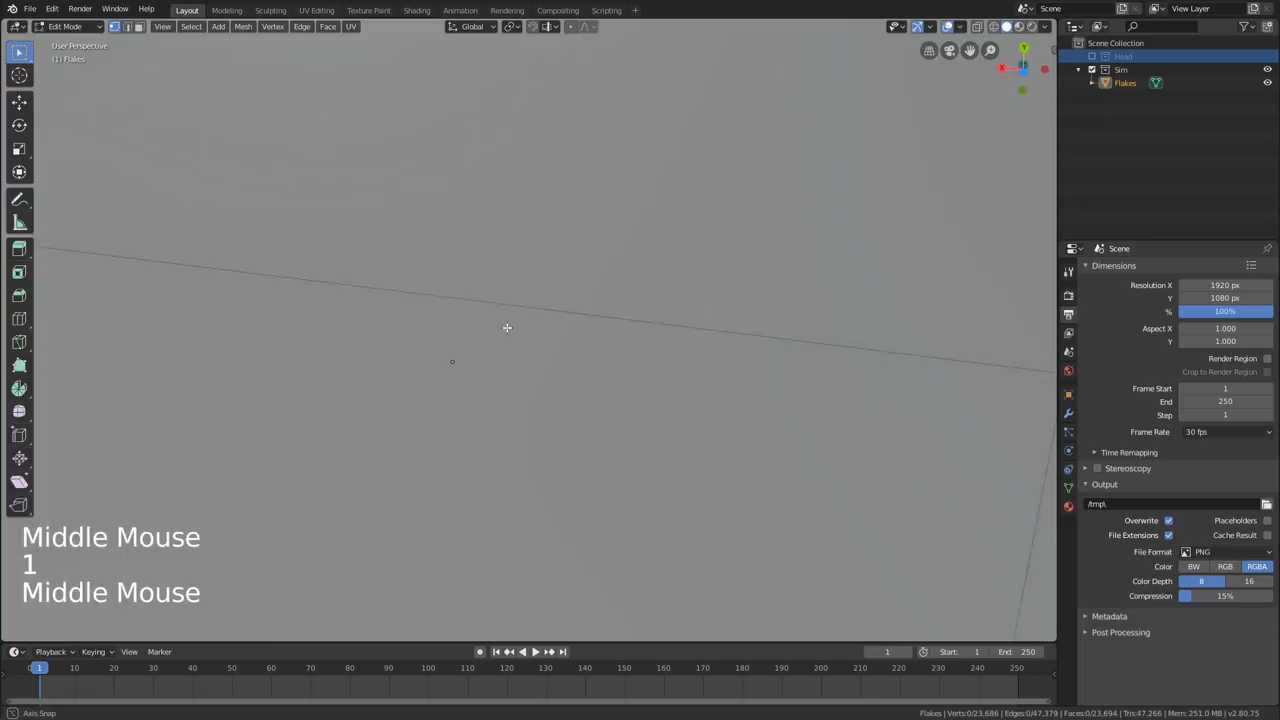 File Edit Render Window Help Layout Modeling Sculpting UV Editing Texture Paint Shading Animation Rendering Compositing Scripting Scene View Layer
Edit Mode View Select Add Mesh Vertex Edge Face UV Global
User Perspective
(1) Flakes
Y
X
Scene Collection
Head
Sim
Flakes
Scene
Dimensions
Resolution X 1920 px
Y 1080 px
% 100%
Aspect X 1.000
Y 1.000
Render Region
Crop to Render Region
Frame Start 1
End 250
Step 1
Frame Rate 30 fps
Time Remapping
Stereoscopy
Output
/tmp\
Overwrite Placeholders
File Extensions Cache Result
File Format PNG
Color BW RGB RGBA
Color Depth 8 16
Compression 15%
Metadata
Post Processing
Middle Mouse
1
Middle Mouse
Playback Keying View Marker 1 Start: 1 End: 250
0 1 10 20 30 40 50 60 70 80 90 100 110 120 130 140 150 160 170 180 190 200 210 220 230 240 250
Axis Snap Flakes | Verts:0/23,686 | Edges:0/47,379 | Faces:0/23,694 | Tris:47,266 | Mem: 251.0 MB | v2.80.75